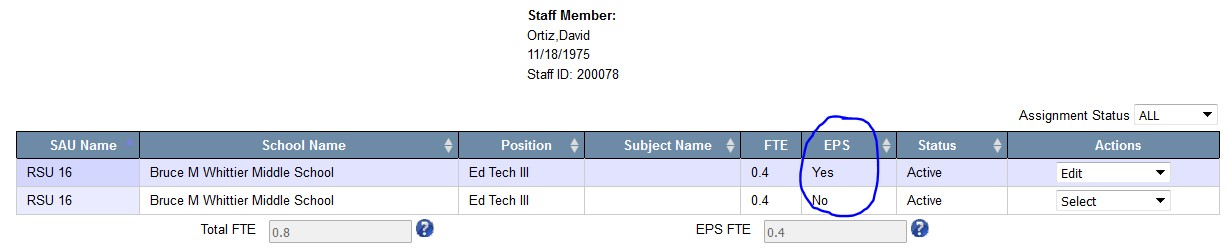 Staff Member:
Ortiz,David
11/18/1975
Staff ID: 200078
Assignment Status ALL
SAU Name School Name Position Subject Name FTE EPS Status Actions
RSU 16 Bruce M Whittier Middle School Ed Tech III 0.4 Yes Active Edit
RSU 16 Bruce M Whittier Middle School Ed Tech III 0.4 No Active Select
Total FTE 0.8 ? EPS FTE 0.4 ?